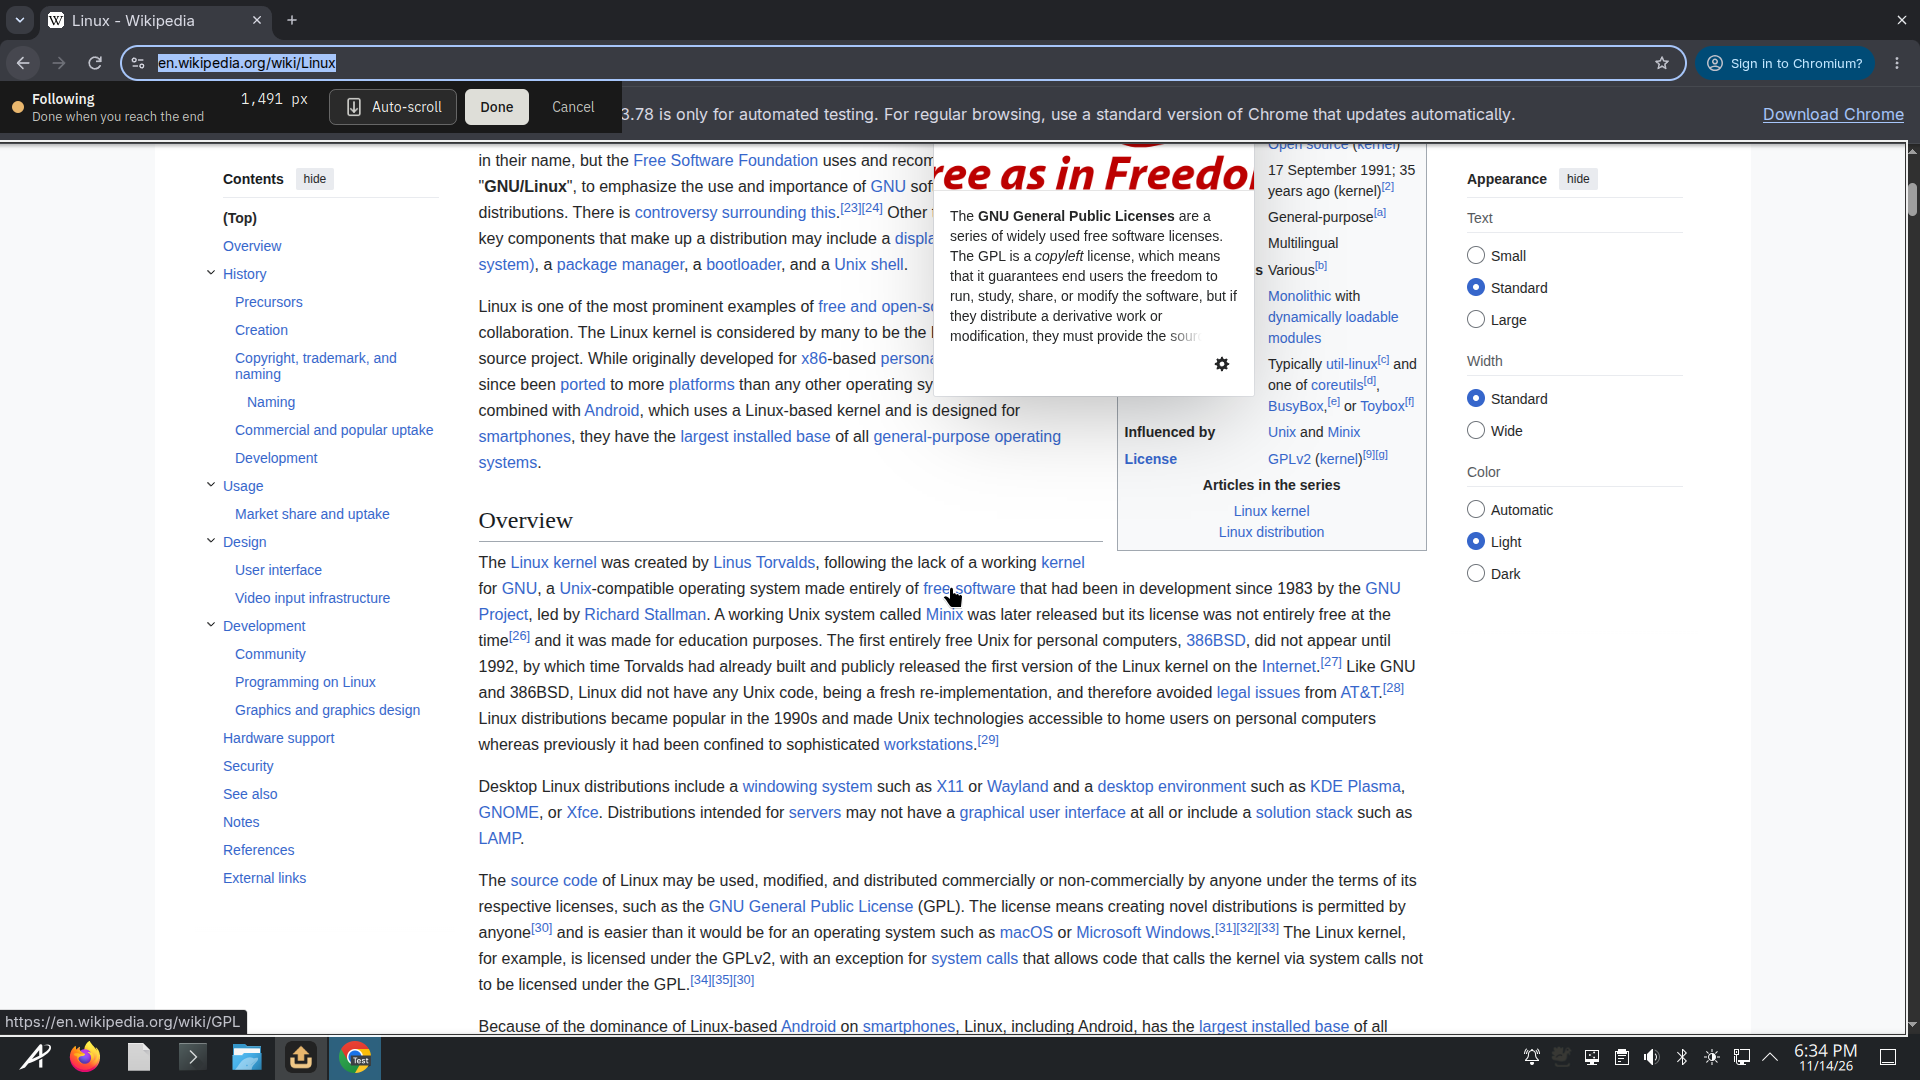 Linux - Wikipedia
en.wikipedia.org/wiki/Linux
Sign in to Chromium?
Following
Done when you reach the end
1,491 px
Auto-scroll
Done
Cancel
3.78 is only for automated testing. For regular browsing, use a standard version of Chrome that updates automatically.
Download Chrome
Contents
hide
(Top)
Overview
History
Precursors
Creation
Copyright, trademark, and
naming
Naming
Commercial and popular uptake
Development
Usage
Market share and uptake
Design
User interface
Video input infrastructure
Development
Community
Programming on Linux
Graphics and graphics design
Hardware support
Security
See also
Notes
References
External links
in their name, but the Free Software Foundation uses and recom
"GNU/Linux", to emphasize the use and importance of GNU sof
distributions. There is controversy surrounding this.[23][24] Other
key components that make up a distribution may include a displa
system), a package manager, a bootloader, and a Unix shell.
Linux is one of the most prominent examples of free and open-so
collaboration. The Linux kernel is considered by many to be the
source project. While originally developed for x86-based persona
since been ported to more platforms than any other operating sy
combined with Android, which uses a Linux-based kernel and is designed for
smartphones, they have the largest installed base of all general-purpose operating
systems.
ree as in Freedo
The GNU General Public Licenses are a
series of widely used free software licenses.
The GPL is a copyleft license, which means
that it guarantees end users the freedom to
run, study, share, or modify the software, but if
they distribute a derivative work or
modification, they must provide the sour
Open source (kernel)
17 September 1991; 35
years ago (kernel)[2]
General-purpose[a]
Multilingual
s Various[b]
Monolithic with
dynamically loadable
modules
Typically util-linux[c] and
one of coreutils[d],
BusyBox,[e] or Toybox[f]
Influenced by Unix and Minix
License GPLv2 (kernel)[9][g]
Articles in the series
Linux kernel
Linux distribution
Overview
The Linux kernel was created by Linus Torvalds, following the lack of a working kernel
for GNU, a Unix-compatible operating system made entirely of free software that had been in development since 1983 by the GNU
Project, led by Richard Stallman. A working Unix system called Minix was later released but its license was not entirely free at the
time[26] and it was made for education purposes. The first entirely free Unix for personal computers, 386BSD, did not appear until
1992, by which time Torvalds had already built and publicly released the first version of the Linux kernel on the Internet.[27] Like GNU
and 386BSD, Linux did not have any Unix code, being a fresh re-implementation, and therefore avoided legal issues from AT&T.[28]
Linux distributions became popular in the 1990s and made Unix technologies accessible to home users on personal computers
whereas previously it had been confined to sophisticated workstations.[29]
Desktop Linux distributions include a windowing system such as X11 or Wayland and a desktop environment such as KDE Plasma,
GNOME, or Xfce. Distributions intended for servers may not have a graphical user interface at all or include a solution stack such as
LAMP.
The source code of Linux may be used, modified, and distributed commercially or non-commercially by anyone under the terms of its
respective licenses, such as the GNU General Public License (GPL). The license means creating novel distributions is permitted by
anyone[30] and is easier than it would be for an operating system such as macOS or Microsoft Windows.[31][32][33] The Linux kernel,
for example, is licensed under the GPLv2, with an exception for system calls that allows code that calls the kernel via system calls not
to be licensed under the GPL.[34][35][30]
Because of the dominance of Linux-based Android on smartphones, Linux, including Android, has the largest installed base of all
Appearance
hide
Text
Small
Standard
Large
Width
Standard
Wide
Color
Automatic
Light
Dark
https://en.wikipedia.org/wiki/GPL
Test
6:34 PM
11/14/26